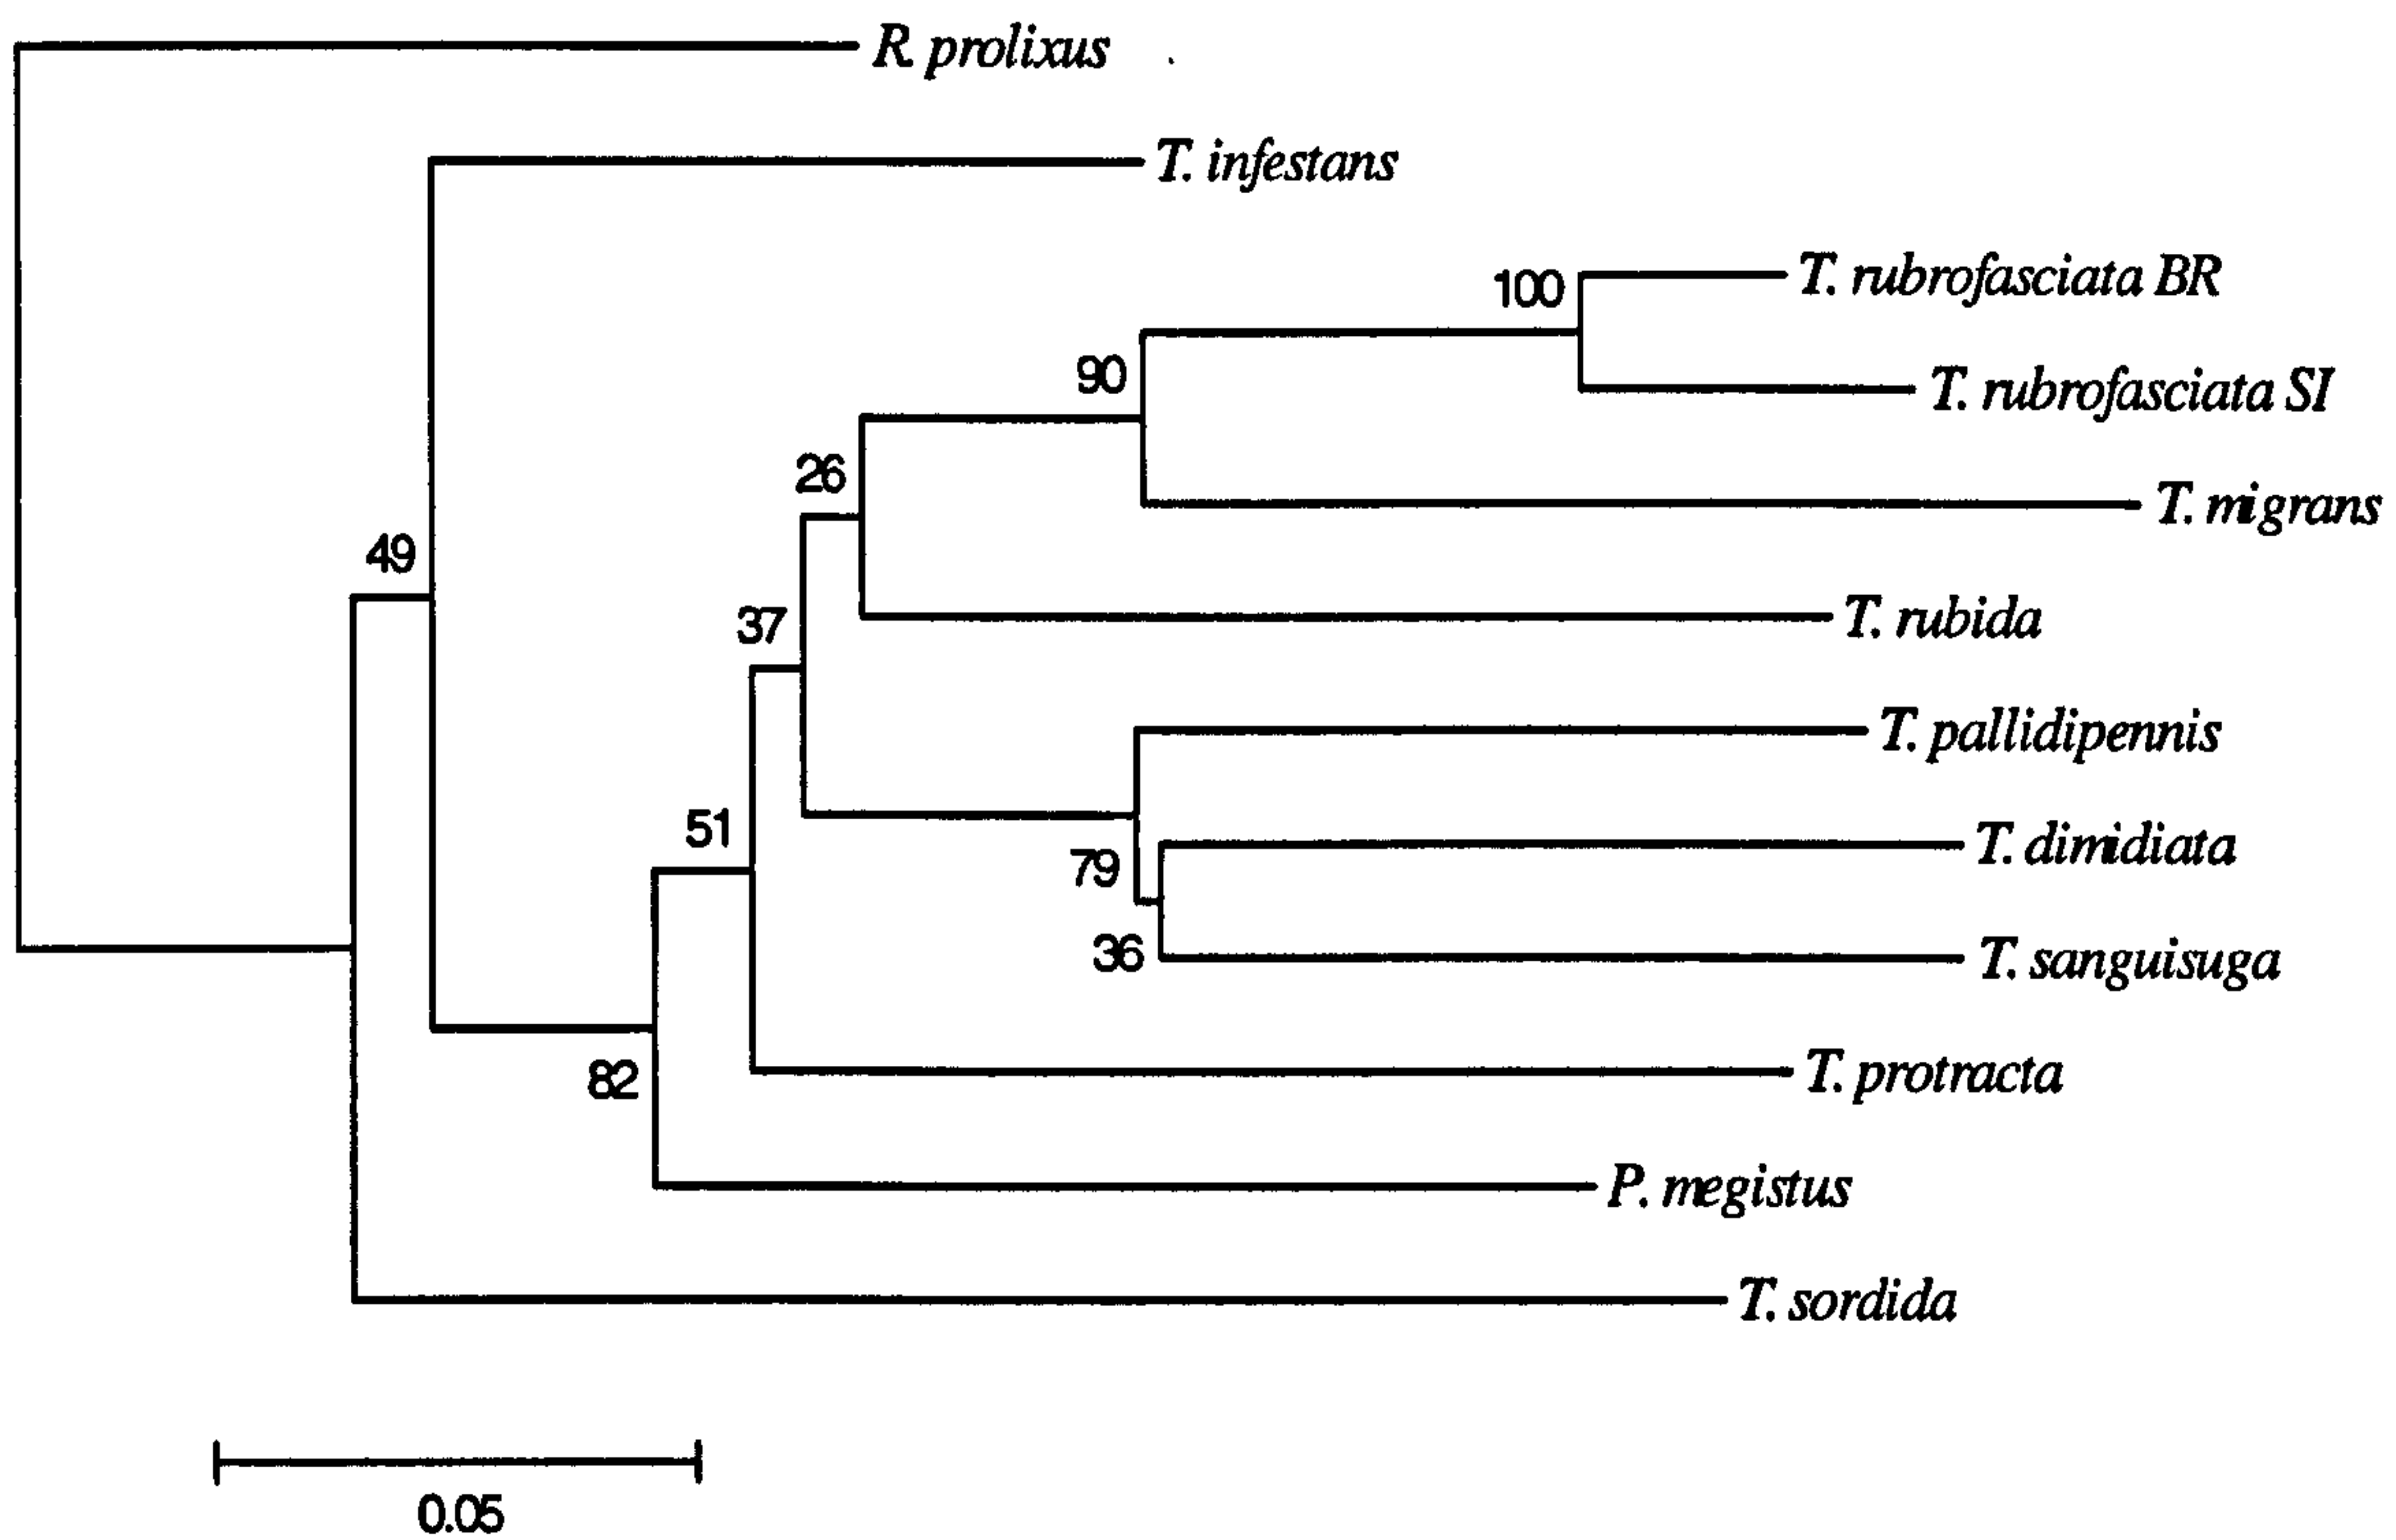 R. prolixus
T. infestans
100
T. rubrofasciata BR
T. rubrofasciata SI
90
26
T. migrans
49
37
T. rubida
T. pallidipennis
51
79
T. dimidiata
36
T. sanguisuga
82
T. protracta
P. megistus
T. sordida
0.05